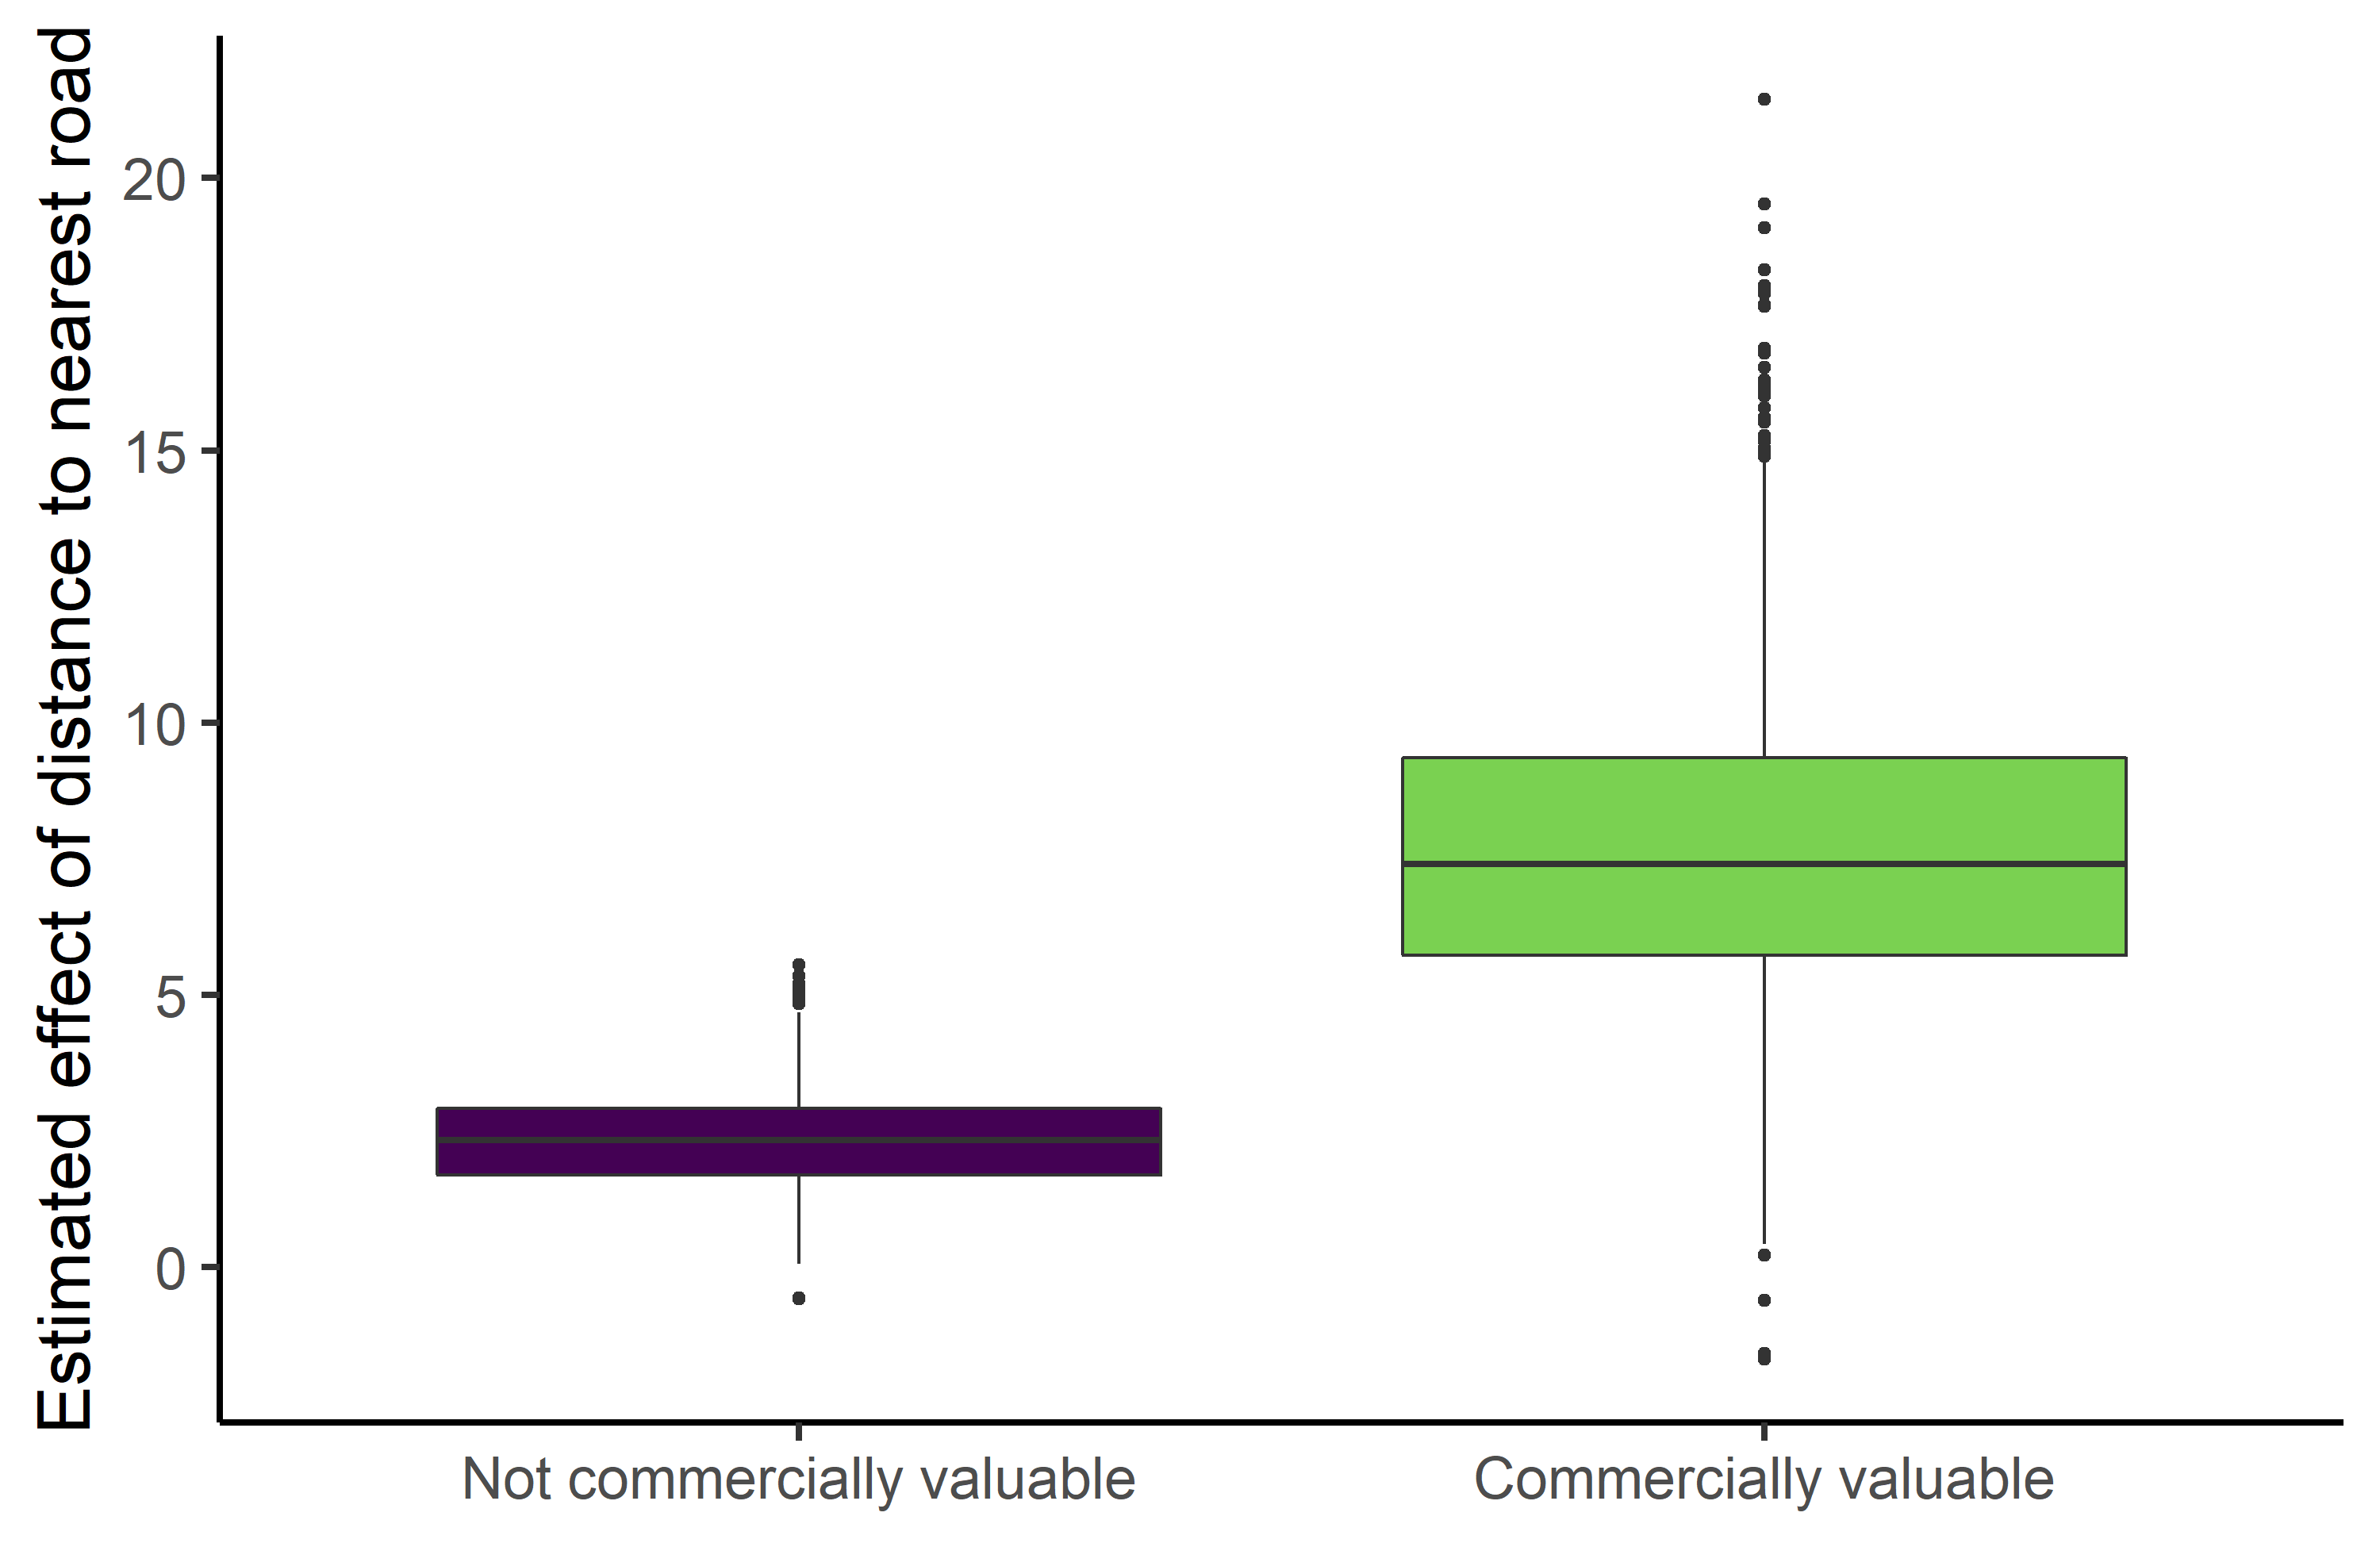 Estimated effect of distance to nearest road
20
15
10
5
0
Not commercially valuable
Commercially valuable